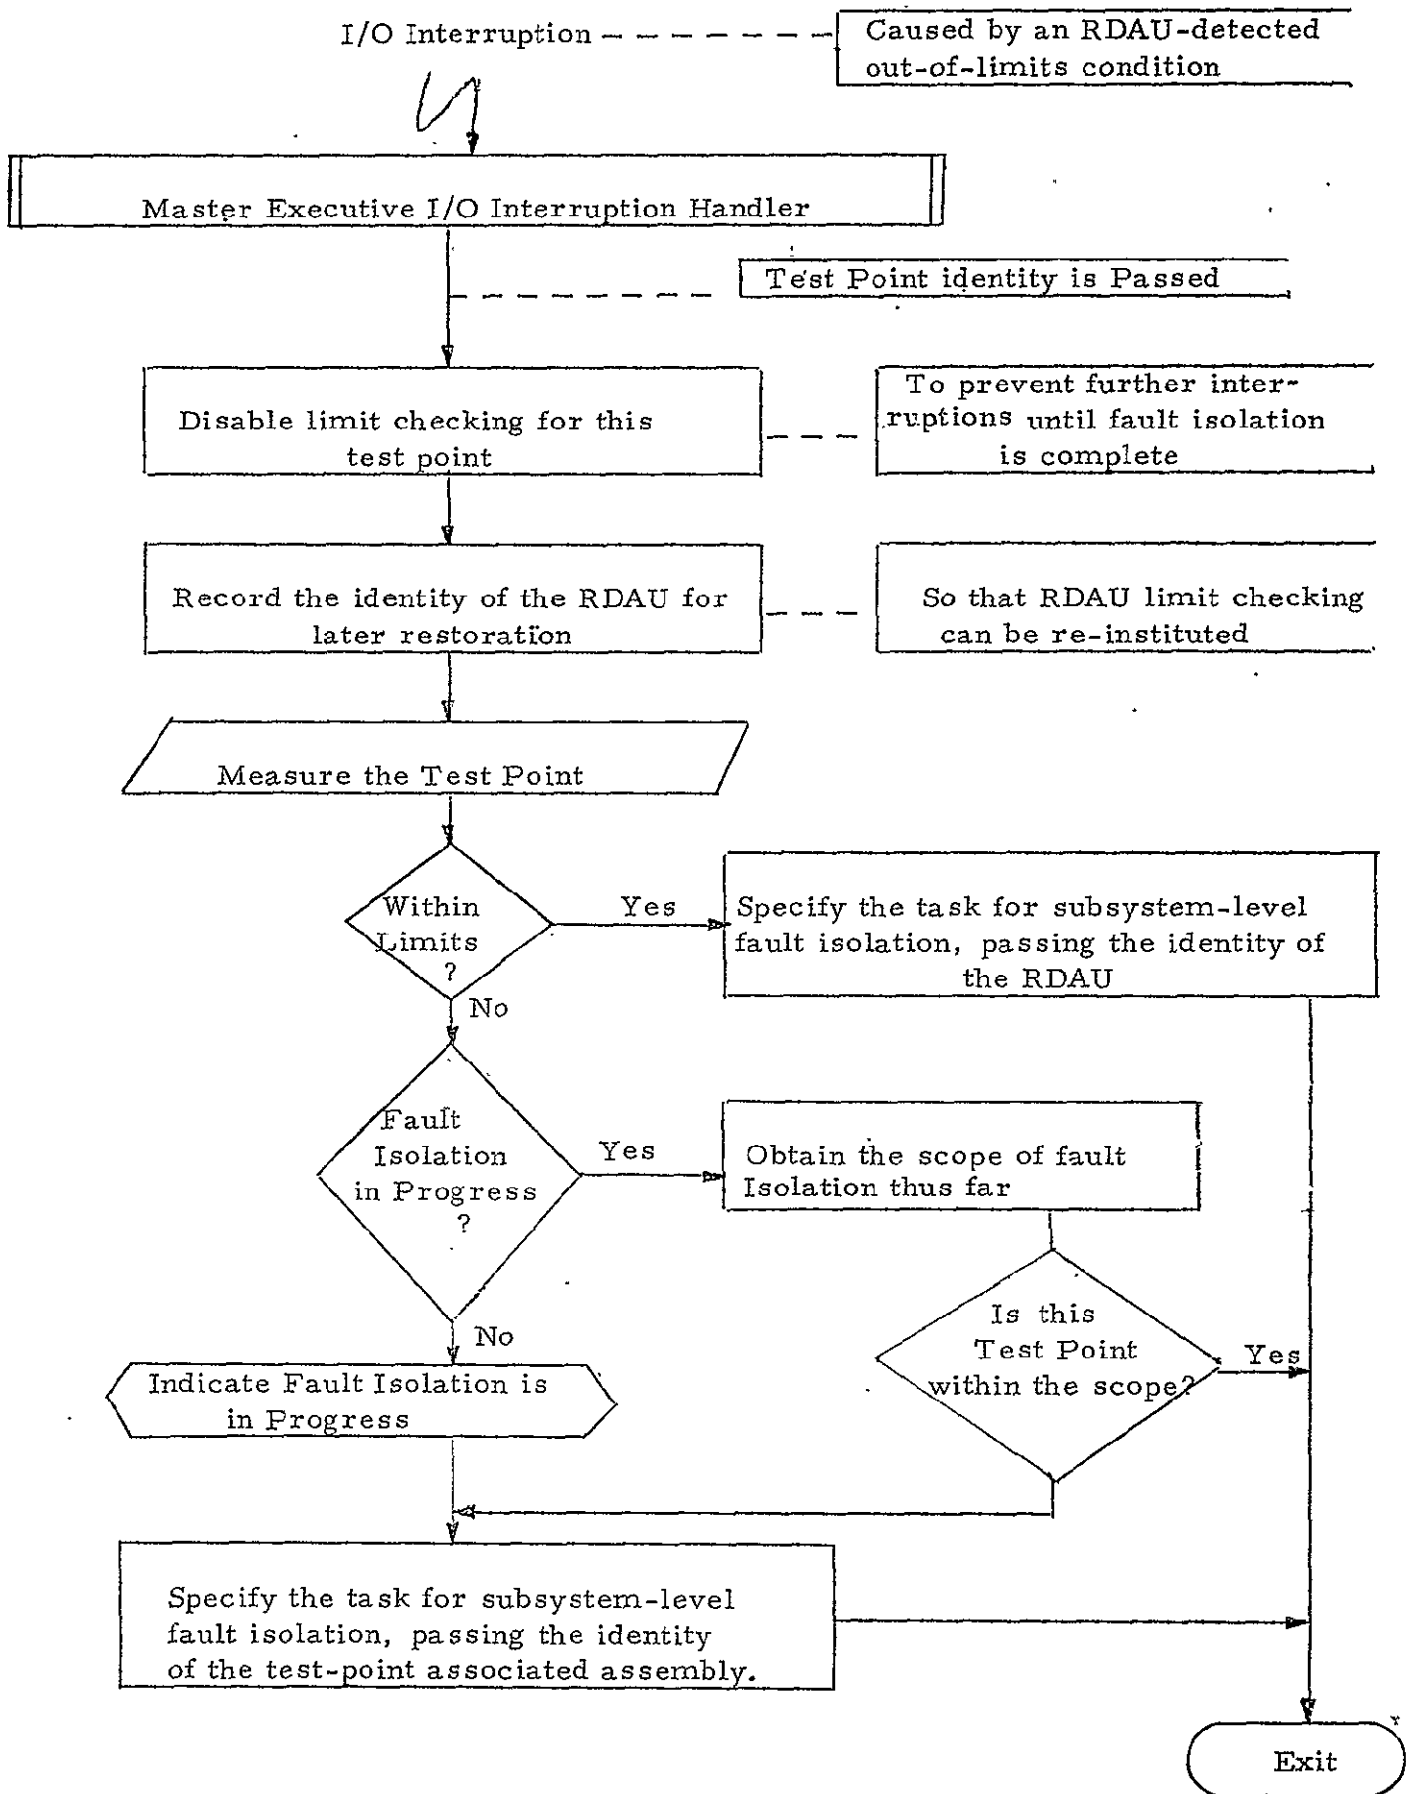 I/O Interruption
Caused by an RDAU-detected
out-of-limits condition
Master Executive I/O Interruption Handler
Test Point identity is Passed
Disable limit checking for this
test point
To prevent further inter-
ruptions until fault isolation
is complete
Record the identity of the RDAU for
later restoration
So that RDAU limit checking
can be re-instituted
Measure the Test Point
Within
Limits
?
Yes
Specify the task for subsystem-level
fault isolation, passing the identity of
the RDAU
No
Fault
Isolation
in Progress
?
Yes
Obtain the scope of fault
Isolation thus far
No
Is this
Test Point
within the scope?
Yes
Indicate Fault Isolation is
in Progress
Specify the task for subsystem-level
fault isolation, passing the identity
of the test-point associated assembly.
Exit